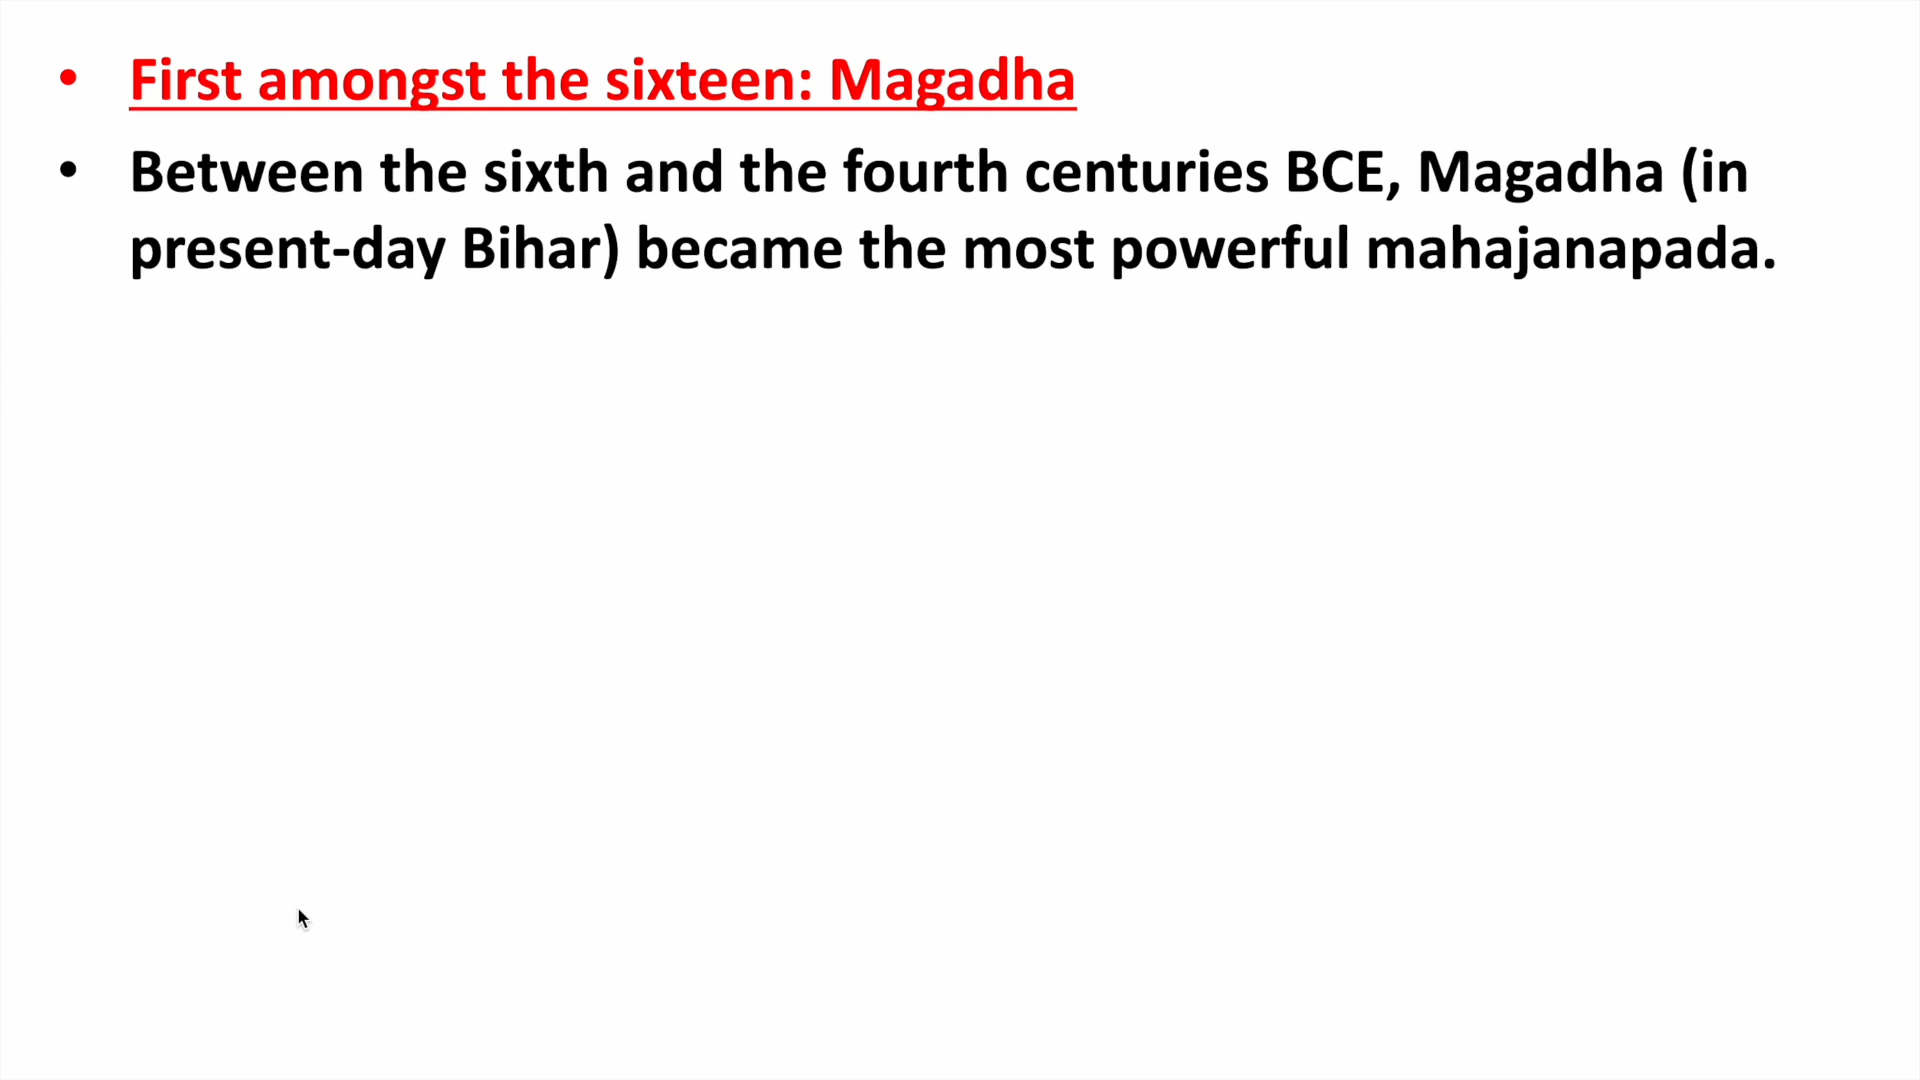 • First amongst the sixteen: Magadha
• Between the sixth and the fourth centuries BCE, Magadha (in
present-day Bihar) became the most powerful mahajanapada.